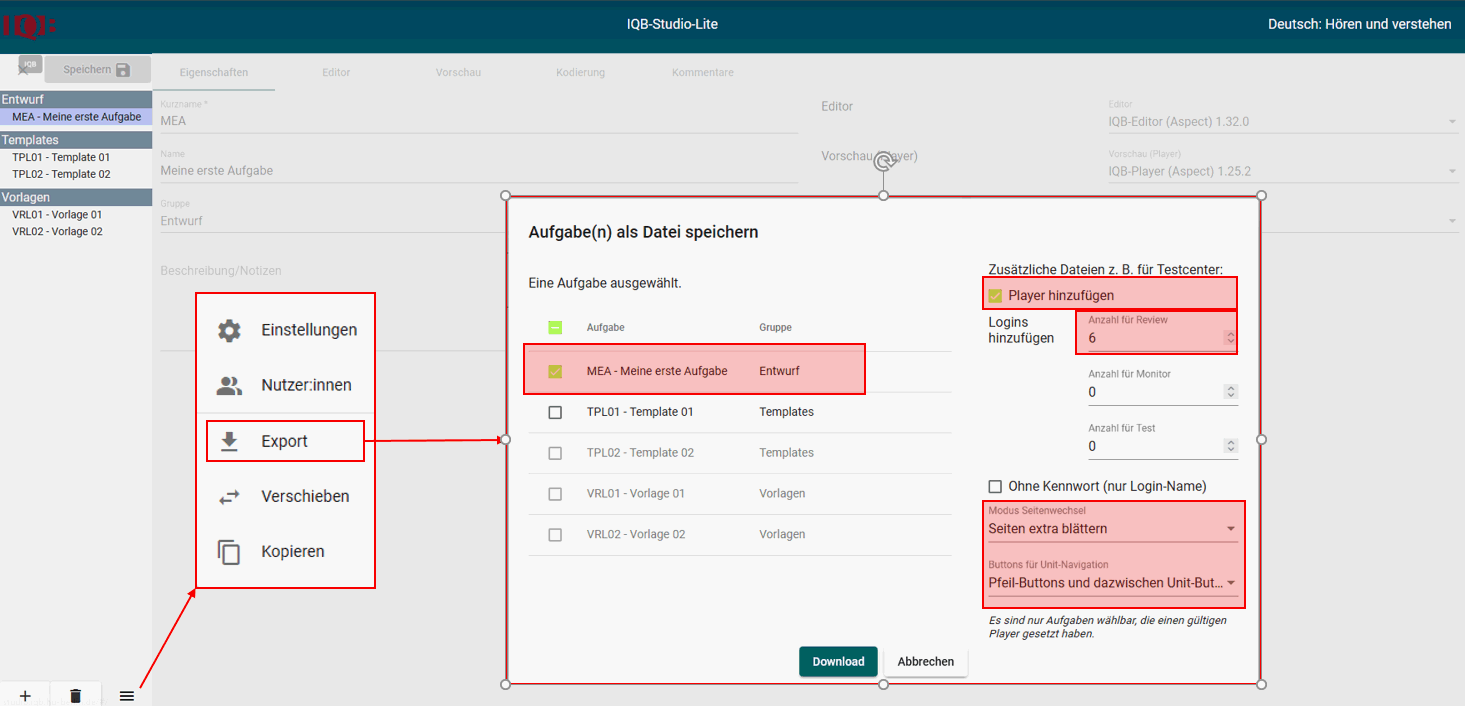 IQB-Studio-Lite
Deutsch: Hören und verstehen
IQB
Speichern
Eigenschaften
Editor
Vorschau
Kodierung
Kommentare
Entwurf
MEA - Meine erste Aufgabe
Templates
TPL01 - Template 01
TPL02 - Template 02
Vorlagen
VRL01 - Vorlage 01
VRL02 - Vorlage 02
Kurzname *
MEA
Name
Meine erste Aufgabe
Gruppe
Entwurf
Beschreibung/Notizen
Editor
Editor
IQB-Editor (Aspect) 1.32.0
Vorschau (Player)
Vorschau (Player)
IQB-Player (Aspect) 1.25.2
Einstellungen
Nutzer:innen
Export
Verschieben
Kopieren
Aufgabe(n) als Datei speichern
Eine Aufgabe ausgewählt.
Aufgabe Gruppe
MEA - Meine erste Aufgabe Entwurf
TPL01 - Template 01 Templates
TPL02 - Template 02 Templates
VRL01 - Vorlage 01 Vorlagen
VRL02 - Vorlage 02 Vorlagen
Zusätzliche Dateien z. B. für Testcenter:
Player hinzufügen
Logins
hinzufügen
Anzahl für Review
6
Anzahl für Monitor
0
Anzahl für Test
0
Ohne Kennwort (nur Login-Name)
Modus Seitenwechsel
Seiten extra blättern
Buttons für Unit-Navigation
Pfeil-Buttons und dazwischen Unit-But...
Es sind nur Aufgaben wählbar, die einen gültigen
Player gesetzt haben.
Download
Abbrechen